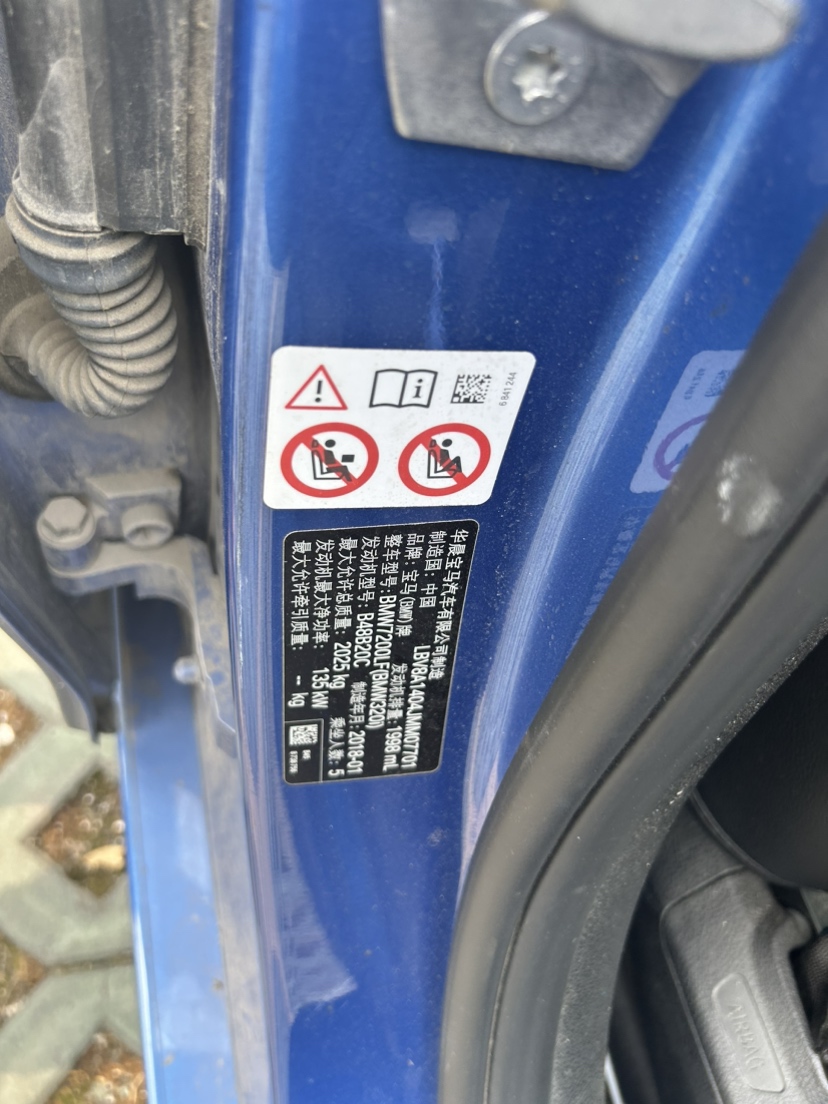 6 841 244
华晨宝马汽车有限公司制造
制造国：中国 LBV8A140AJMM07701
品牌：宝马(BMW)牌 发动机排量：1998 mL
整车型号：BMW7200LF(BMW320i)
发动机型号：B48B20C 制造年月：2018-01
最大允许总质量：2025 kg 乘坐人数：5
发动机最大净功率：135 kW
最大允许牵引质量：-- kg
AIRBAG